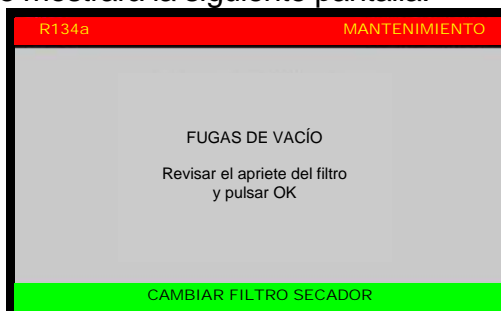 mostrará la siguiente pantalla:
R134a MANTENIMIENTO
FUGAS DE VACÍO
Revisar el apriete del filtro
y pulsar OK
CAMBIAR FILTRO SECADOR